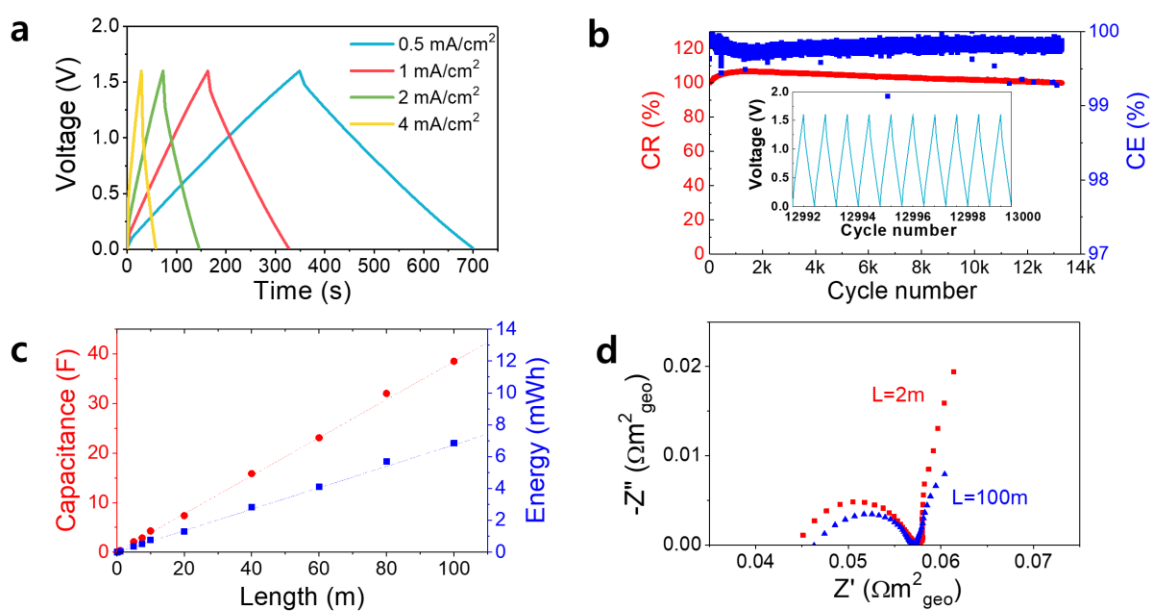 a
2.0
1.5
1.0
0.5
0.0
Voltage (V)
0 100 200 300 400 500 600 700
Time (s)
0.5 mA/cm²
1 mA/cm²
2 mA/cm²
4 mA/cm²
b
120
100
80
60
40
20
0
CR (%)
100
99
98
97
CE (%)
0 2k 4k 6k 8k 10k 12k 14k
Cycle number
2.0
1.5
1.0
0.5
0.0
Voltage (V)
12992 12994 12996 12998 13000
Cycle number
c
40
30
20
10
0
Capacitance (F)
14
12
10
8
6
4
2
0
Energy (mWh)
0 20 40 60 80 100
Length (m)
d
0.02
0.01
0.00
-Z" (Ωm²geo)
L=2m
L=100m
0.04 0.05 0.06 0.07
Z' (Ωm²geo)